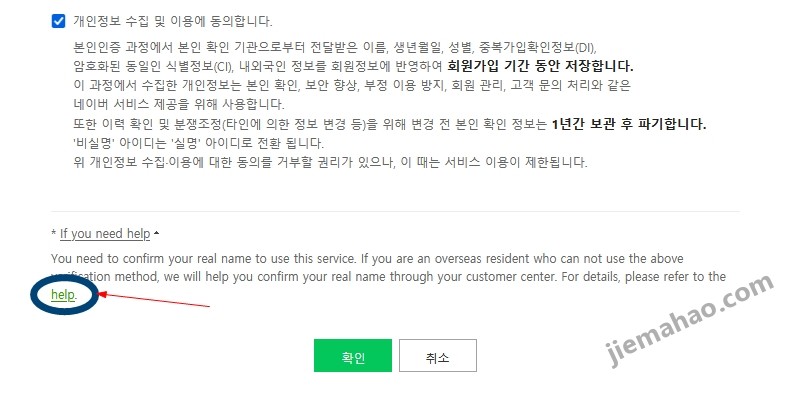 개인정보 수집 및 이용에 동의합니다.
본인인증 과정에서 본인 확인 기관으로부터 전달받은 이름, 생년월일, 성별, 중복가입확인정보(DI),
암호화된 동일인 식별정보(CI), 내외국인 정보를 회원정보에 반영하여 회원가입 기간 동안 저장합니다.
이 과정에서 수집한 개인정보는 본인 확인, 보안 향상, 부정 이용 방지, 회원 관리, 고객 문의 처리와 같은
네이버 서비스 제공을 위해 사용합니다.
또한 이력 확인 및 분쟁조정(타인에 의한 정보 변경 등)을 위해 변경 전 본인 확인 정보는 1년간 보관 후 파기합니다.
'비실명' 아이디는 '실명' 아이디로 전환 됩니다.
위 개인정보 수집·이용에 대한 동의를 거부할 권리가 있으나, 이 때는 서비스 이용이 제한됩니다.
* If you need help
You need to confirm your real name to use this service. If you are an overseas resident who can not use the above
verification method, we will help you confirm your real name through your customer center. For details, please refer to the
help.
jiemahao.com
확인 취소